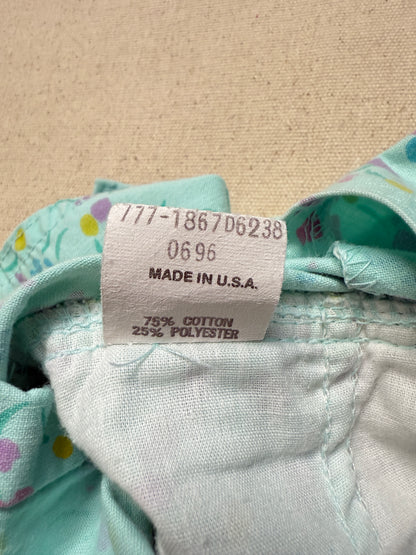 777-1867D6238
0696
MADE IN U.S.A.
75% COTTON
25% POLYESTER